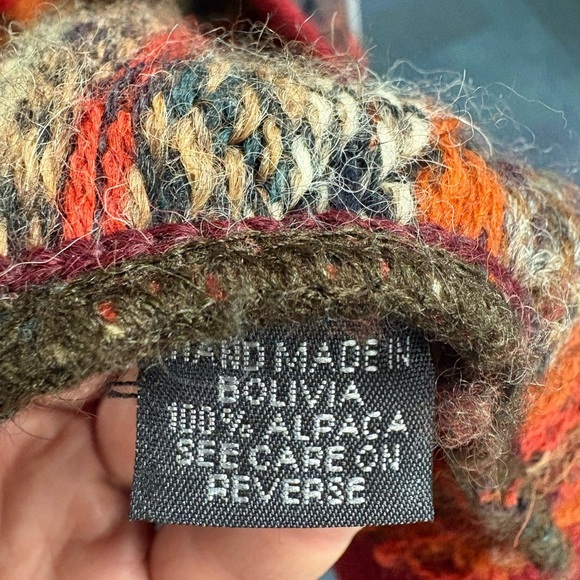 HAND MADE IN
BOLIVIA
100% ALPACA
SEE CARE ON
REVERSE